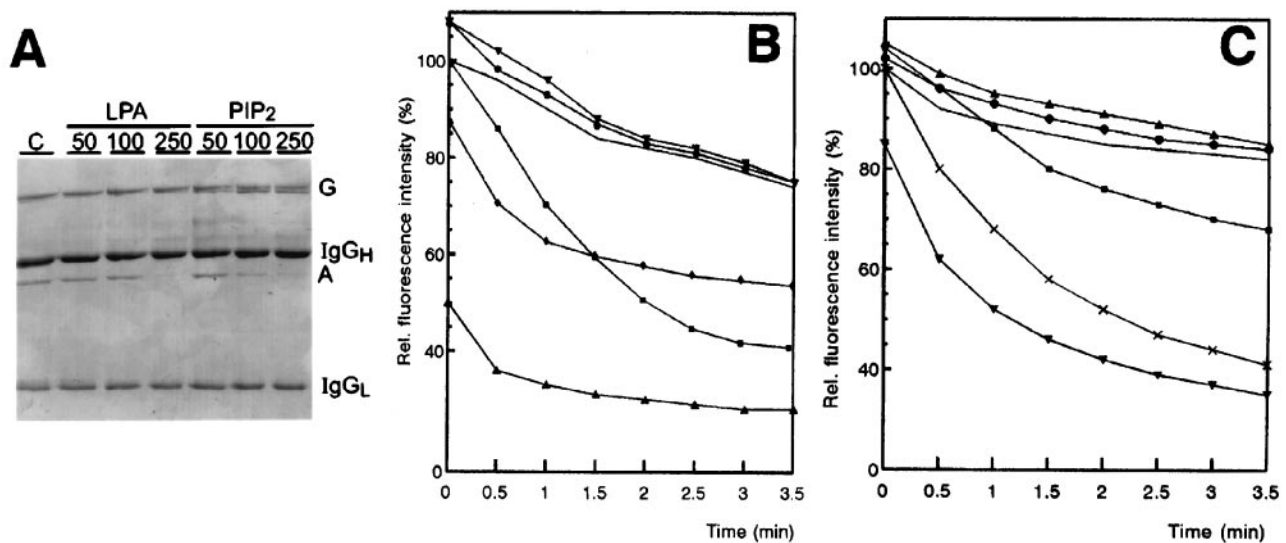 A
LPA PIP2
C 50 100 250 50 100 250
G
IgGH
A
IgGL
B
Rel. fluorescence intensity (%)
100
80
60
40
0
0 0.5 1 1.5 2 2.5 3 3.5
Time (min)
C
Rel. fluorescence intensity (%)
100
80
60
40
0
0 0.5 1 1.5 2 2.5 3 3.5
Time (min)